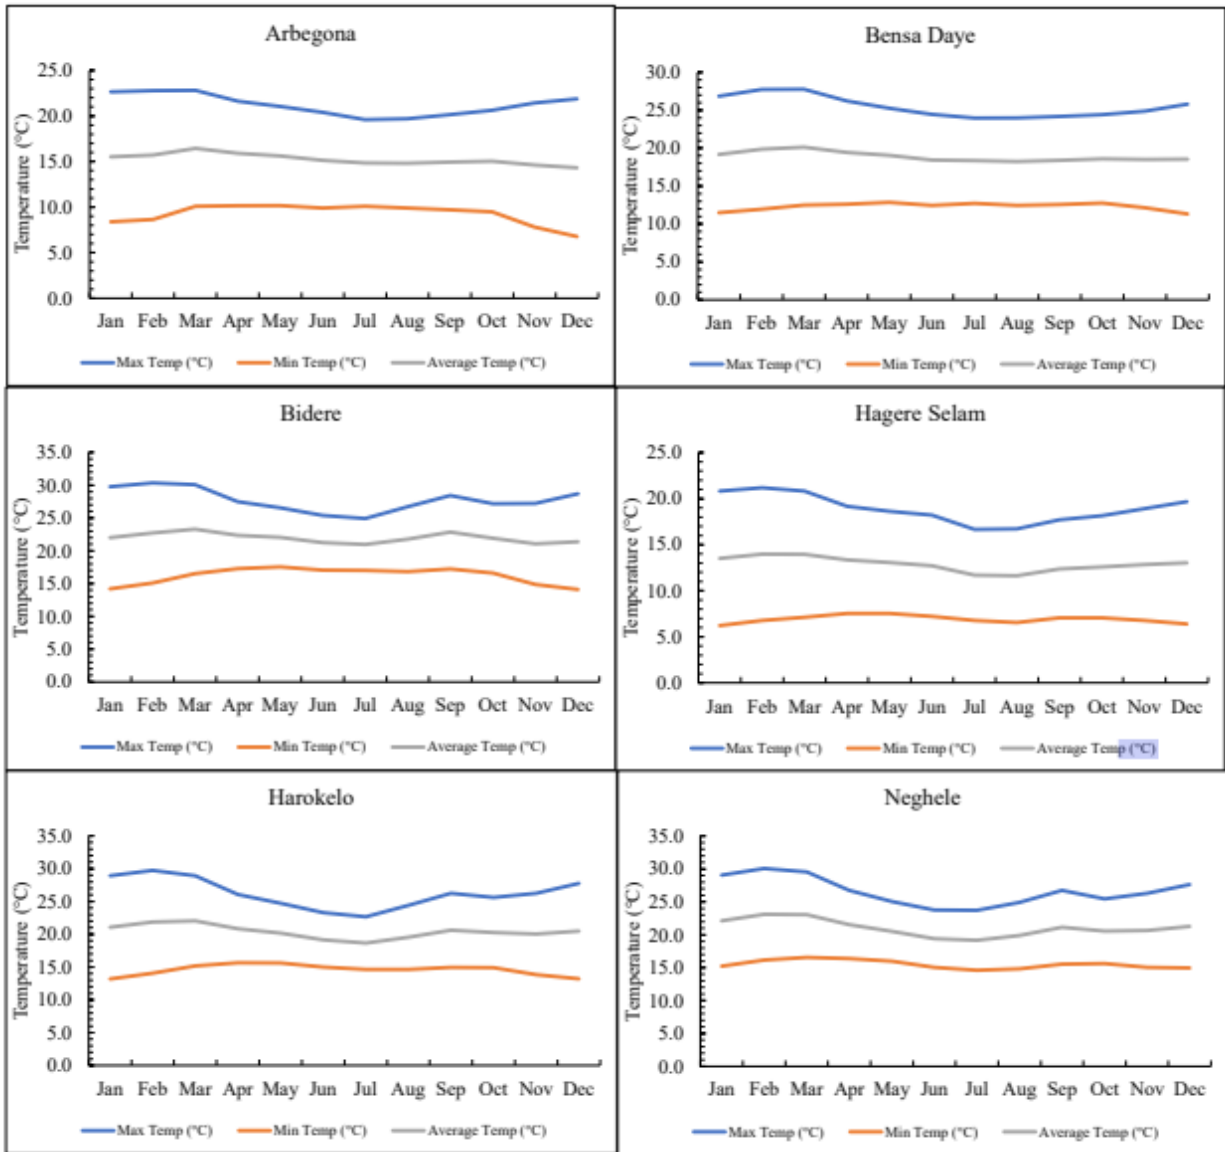 Arbegona
Temperature (°C)
25.0
20.0
15.0
10.0
5.0
0.0
Jan Feb Mar Apr May Jun Jul Aug Sep Oct Nov Dec
Max Temp (°C) Min Temp (°C) Average Temp (°C)
Bensa Daye
Temperature (°C)
30.0
25.0
20.0
15.0
10.0
5.0
0.0
Jan Feb Mar Apr May Jun Jul Aug Sep Oct Nov Dec
Max Temp (°C) Min Temp (°C) Average Temp (°C)
Bidere
Temperature (°C)
35.0
30.0
25.0
20.0
15.0
10.0
5.0
0.0
Jan Feb Mar Apr May Jun Jul Aug Sep Oct Nov Dec
Max Temp (°C) Min Temp (°C) Average Temp (°C)
Hagere Selam
Temperature (°C)
25.0
20.0
15.0
10.0
5.0
0.0
Jan Feb Mar Apr May Jun Jul Aug Sep Oct Nov Dec
Max Temp (°C) Min Temp (°C) Average Temp (°C)
Harokelo
Temperature (°C)
35.0
30.0
25.0
20.0
15.0
10.0
5.0
0.0
Jan Feb Mar Apr May Jun Jul Aug Sep Oct Nov Dec
Max Temp (°C) Min Temp (°C) Average Temp (°C)
Neghele
Temperature (°C)
35.0
30.0
25.0
20.0
15.0
10.0
5.0
0.0
Jan Feb Mar Apr May Jun Jul Aug Sep Oct Nov Dec
Max Temp (°C) Min Temp (°C) Average Temp (°C)